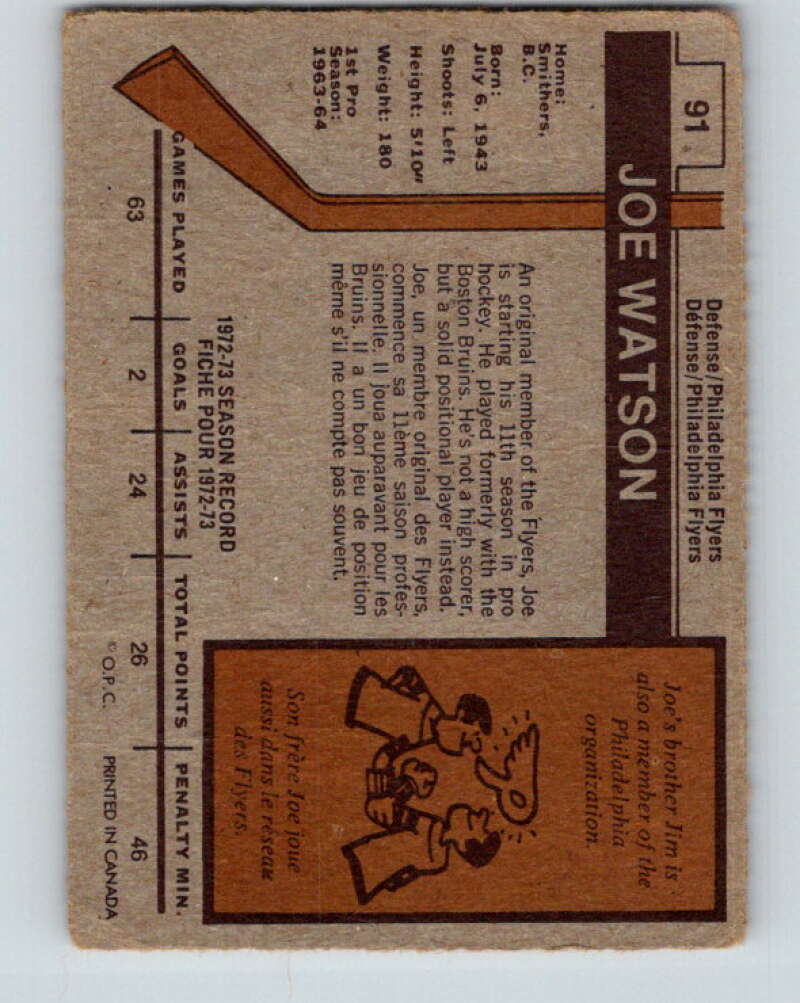 91
Defense/Philadelphia Flyers
Défense/Philadelphia Flyers
JOE WATSON
Home:
Smithers,
B.C.
Born:
July 6, 1943
Shoots: Left
Height: 5'10"
Weight: 180
1st Pro
Season:
1963-64
An original member of the Flyers, Joe
is starting his 11th season in pro
hockey. He played formerly with the
Boston Bruins. He's not a high scorer,
but a solid positional player instead.
Joe, un membre original des Flyers,
commence sa 11ème saison profes-
sionnelle. Il joua auparavant pour les
Bruins. Il a un bon jeu de position
même s'il ne compte pas souvent.
Joe's brother Jim is
also a member of the
Philadelphia
organization.
Son frère Joe joue
aussi dans le réseau
des Flyers.
1972-73 SEASON RECORD
FICHE POUR 1972-73
GAMES PLAYED GOALS ASSISTS TOTAL POINTS PENALTY MIN.
63 2 24 26 46
© O.P.C. PRINTED IN CANADA